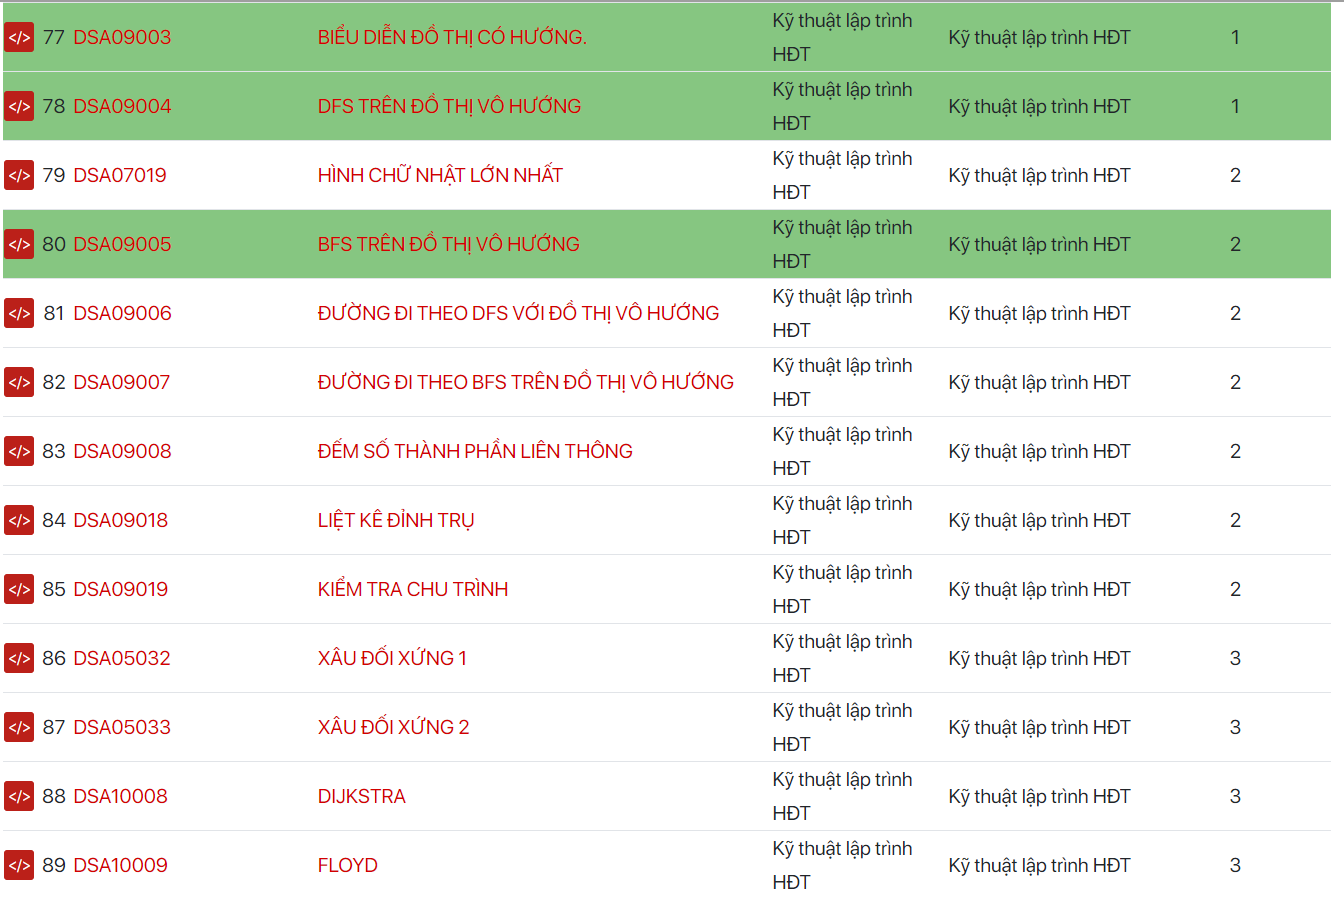 </> 77 DSA09003 BIỂU DIỄN ĐỒ THỊ CÓ HƯỚNG. Kỹ thuật lập trình HĐT Kỹ thuật lập trình HĐT 1
</> 78 DSA09004 DFS TRÊN ĐỒ THỊ VÔ HƯỚNG Kỹ thuật lập trình HĐT Kỹ thuật lập trình HĐT 1
</> 79 DSA07019 HÌNH CHỮ NHẬT LỚN NHẤT Kỹ thuật lập trình HĐT Kỹ thuật lập trình HĐT 2
</> 80 DSA09005 BFS TRÊN ĐỒ THỊ VÔ HƯỚNG Kỹ thuật lập trình HĐT Kỹ thuật lập trình HĐT 2
</> 81 DSA09006 ĐƯỜNG ĐI THEO DFS VỚI ĐỒ THỊ VÔ HƯỚNG Kỹ thuật lập trình HĐT Kỹ thuật lập trình HĐT 2
</> 82 DSA09007 ĐƯỜNG ĐI THEO BFS TRÊN ĐỒ THỊ VÔ HƯỚNG Kỹ thuật lập trình HĐT Kỹ thuật lập trình HĐT 2
</> 83 DSA09008 ĐẾM SỐ THÀNH PHẦN LIÊN THÔNG Kỹ thuật lập trình HĐT Kỹ thuật lập trình HĐT 2
</> 84 DSA09018 LIỆT KÊ ĐỈNH TRỤ Kỹ thuật lập trình HĐT Kỹ thuật lập trình HĐT 2
</> 85 DSA09019 KIỂM TRA CHU TRÌNH Kỹ thuật lập trình HĐT Kỹ thuật lập trình HĐT 2
</> 86 DSA05032 XÂU ĐỐI XỨNG 1 Kỹ thuật lập trình HĐT Kỹ thuật lập trình HĐT 3
</> 87 DSA05033 XÂU ĐỐI XỨNG 2 Kỹ thuật lập trình HĐT Kỹ thuật lập trình HĐT 3
</> 88 DSA10008 DIJKSTRA Kỹ thuật lập trình HĐT Kỹ thuật lập trình HĐT 3
</> 89 DSA10009 FLOYD Kỹ thuật lập trình HĐT Kỹ thuật lập trình HĐT 3